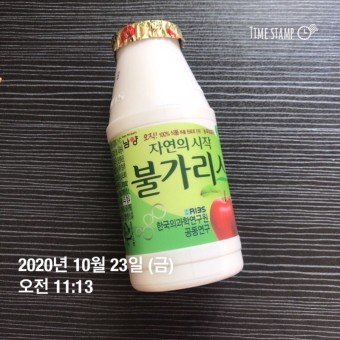 TIME STAMP
남양
자연의 시작
불가리스
ERIBS
한국의과학연구원
공동연구
2020년 10월 23일 (금)
오전 11:13